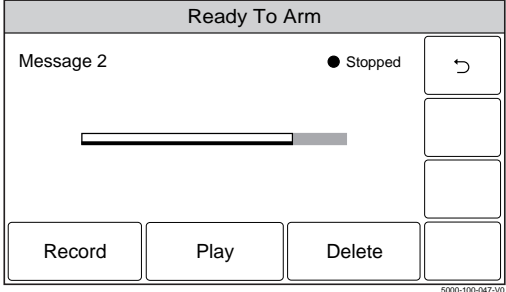 Ready To Arm
Message 2
Stopped
Record
Play
Delete
5000-100-047-V0